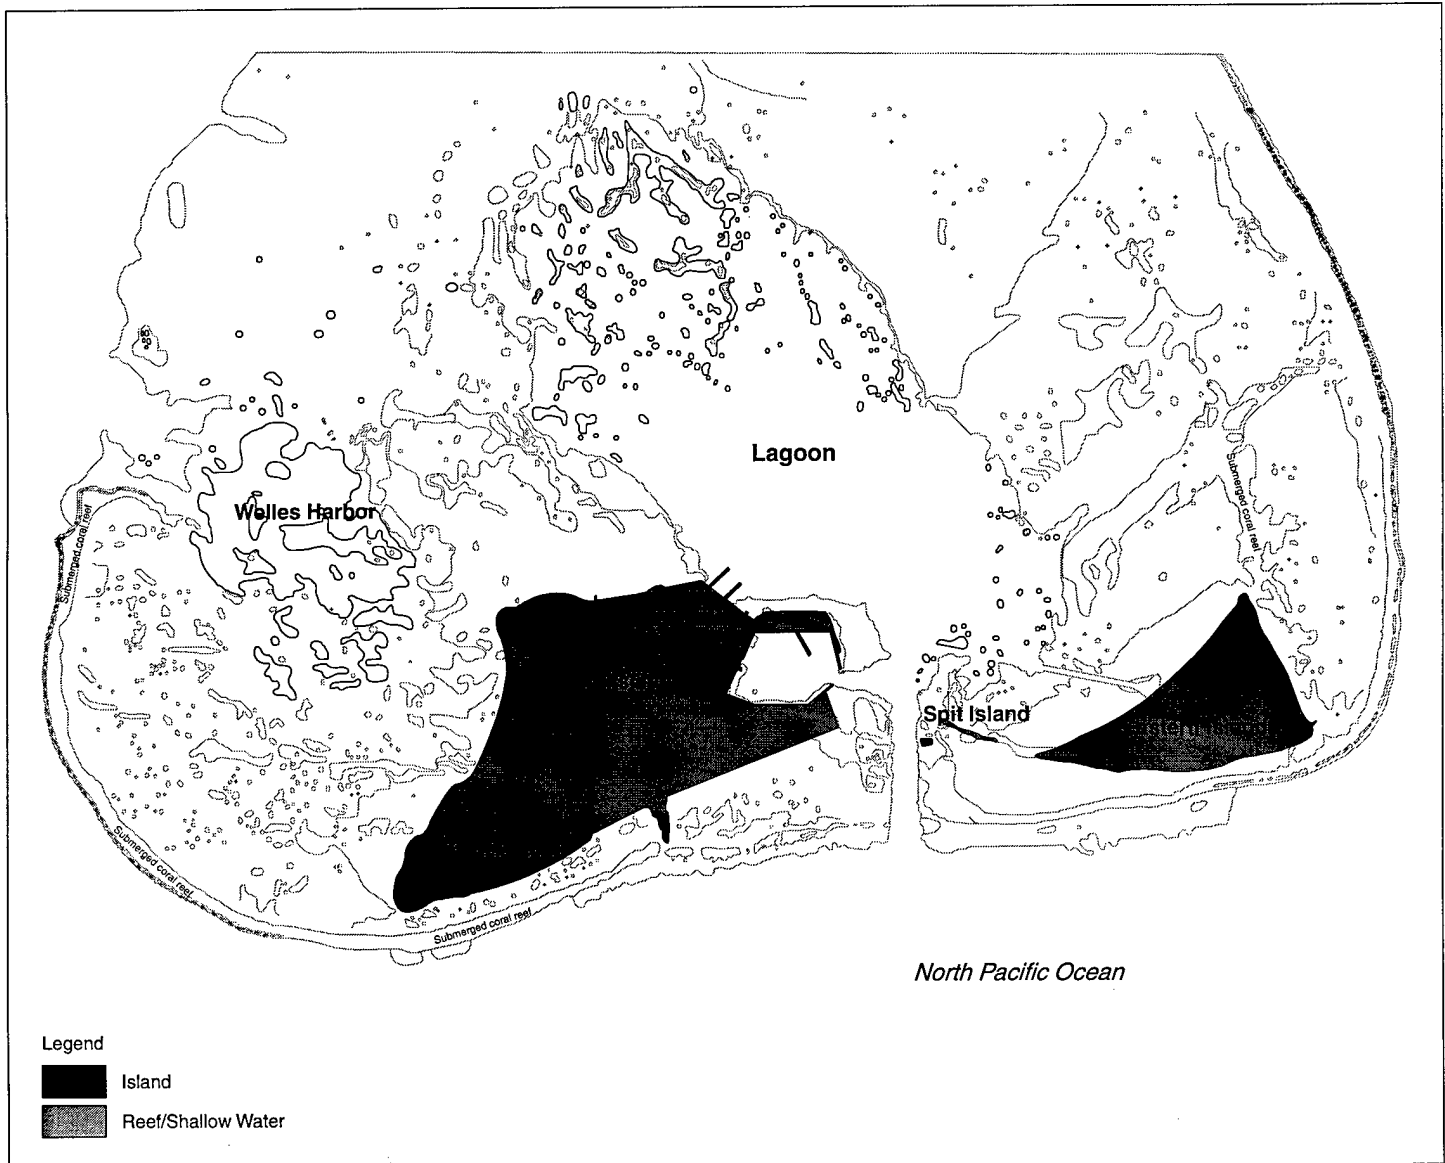 Lagoon
Welles Harbor
Submerged coral reef
Submerged coral reef
Spit Island
Submerged coral reef
Submerged coral reef
North Pacific Ocean
Legend
Island
Reef/Shallow Water